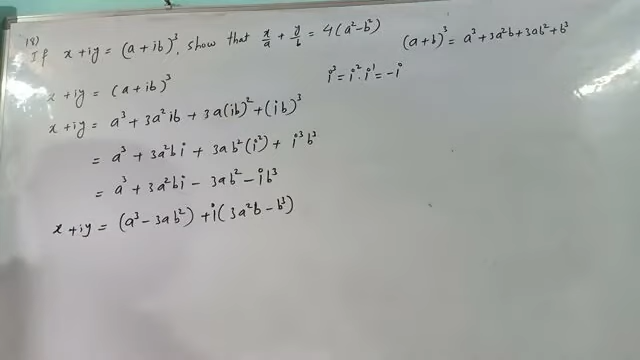 18)
If x+iy = (a+ib)³, show that x/a + y/b = 4(a²-b²)
(a+b)³ = a³+3a²b+3ab²+b³
i³ = i².i¹ = -i
x+iy = (a+ib)³
x+iy = a³ + 3a²ib + 3a(ib)² + (ib)³
= a³ + 3a²bi + 3ab²(i²) + i³b³
= a³ + 3a²bi - 3ab² - ib³
x+iy = (a³-3ab²) + i(3a²b-b³)